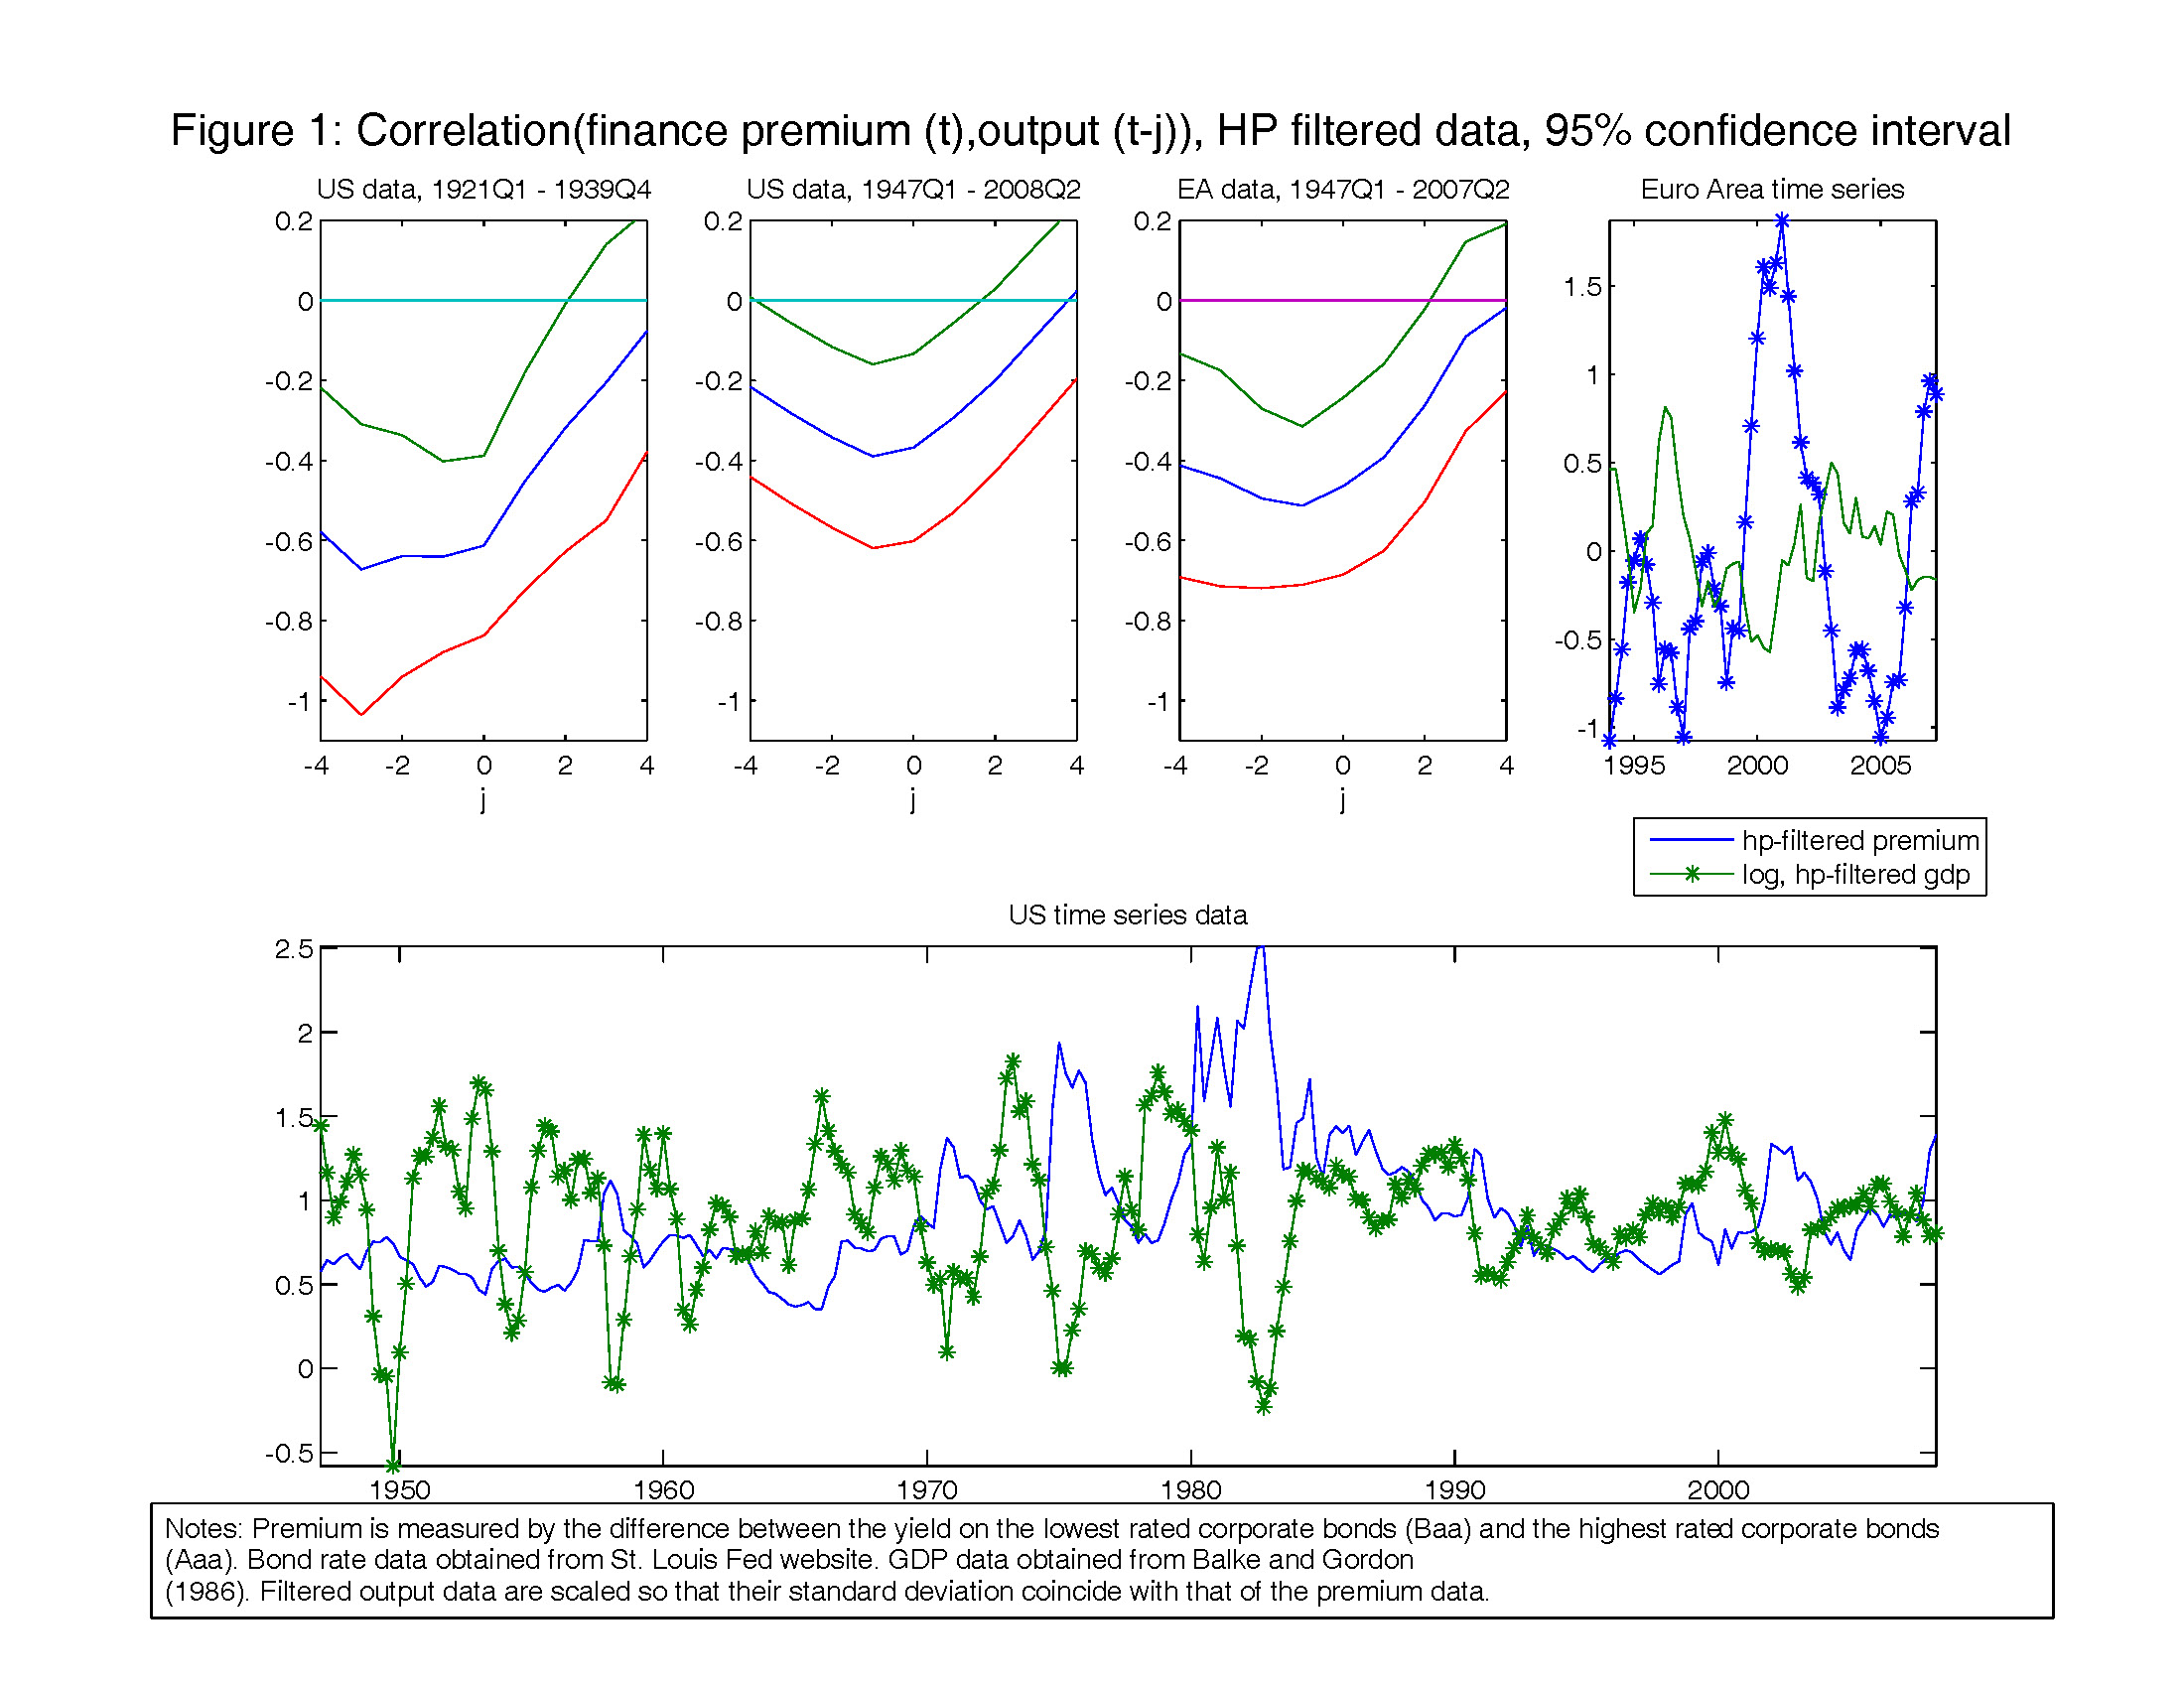 Figure 1: Correlation(finance premium (t),output (t-j)), HP filtered data, 95% confidence interval
US data, 1921Q1 - 1939Q4
0.2
0
-0.2
-0.4
-0.6
-0.8
-1
-4 -2 0 2 4
j
US data, 1947Q1 - 2008Q2
0.2
0
-0.2
-0.4
-0.6
-0.8
-1
-4 -2 0 2 4
j
EA data, 1947Q1 - 2007Q2
0.2
0
-0.2
-0.4
-0.6
-0.8
-1
-4 -2 0 2 4
j
Euro Area time series
1.5
1
0.5
0
-0.5
-1
1995 2000 2005
hp-filtered premium
log, hp-filtered gdp
US time series data
2.5
2
1.5
1
0.5
0
-0.5
1950 1960 1970 1980 1990 2000
Notes: Premium is measured by the difference between the yield on the lowest rated corporate bonds (Baa) and the highest rated corporate bonds
(Aaa). Bond rate data obtained from St. Louis Fed website. GDP data obtained from Balke and Gordon
(1986). Filtered output data are scaled so that their standard deviation coincide with that of the premium data.